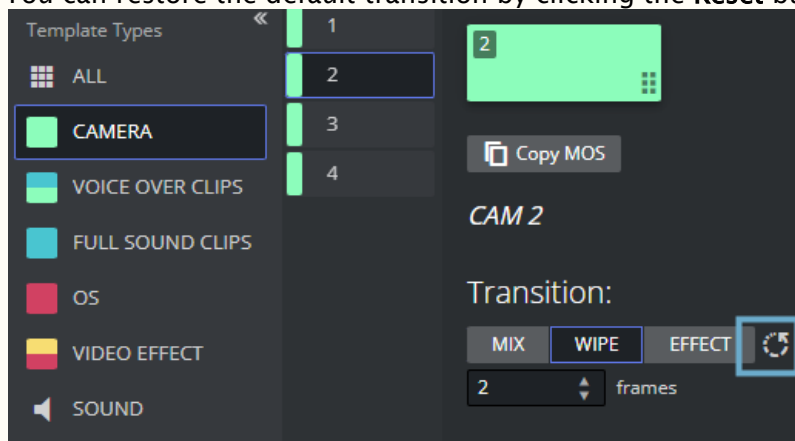 You can restore the default transition by clicking the Reset bu
Template Types «
ALL
CAMERA
VOICE OVER CLIPS
FULL SOUND CLIPS
OS
VIDEO EFFECT
SOUND
1
2
3
4
2
Copy MOS
CAM 2
Transition:
MIX WIPE EFFECT
2 frames